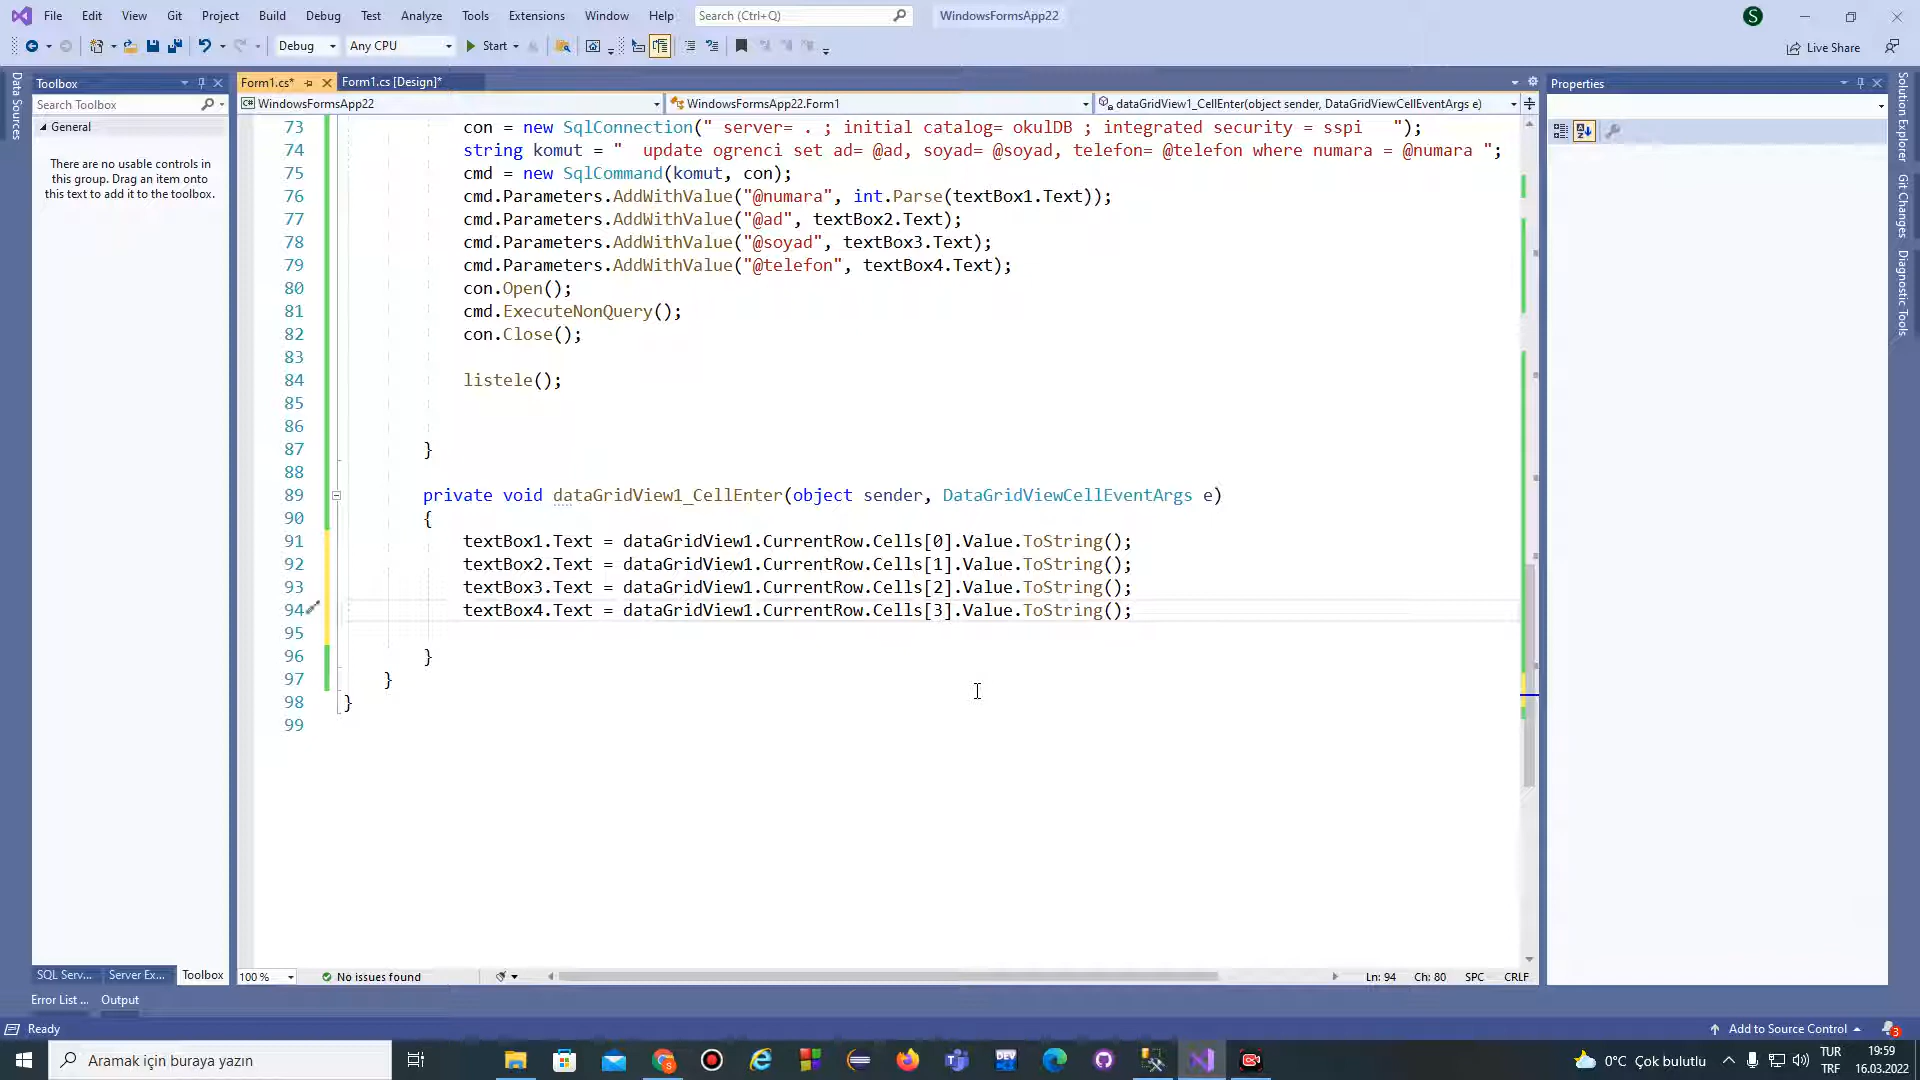 File Edit View Git Project Build Debug Test Analyze Tools Extensions Window Help Search (Ctrl+Q) WindowsFormsApp22 S
Debug Any CPU Start Live Share
Data Sources
Toolbox
Search Toolbox
General
There are no usable controls in
this group. Drag an item onto
this text to add it to the toolbox.
SQL Serv... Server Ex... Toolbox
Form1.cs* Form1.cs [Design]*
WindowsFormsApp22 WindowsFormsApp22.Form1 dataGridView1_CellEnter(object sender, DataGridViewCellEventArgs e)
73 con = new SqlConnection(" server= . ; initial catalog= okulDB ; integrated security = sspi   ");
74 string komut = "  update ogrenci set ad= @ad, soyad= @soyad, telefon= @telefon where numara = @numara ";
75 cmd = new SqlCommand(komut, con);
76 cmd.Parameters.AddWithValue("@numara", int.Parse(textBox1.Text));
77 cmd.Parameters.AddWithValue("@ad", textBox2.Text);
78 cmd.Parameters.AddWithValue("@soyad", textBox3.Text);
79 cmd.Parameters.AddWithValue("@telefon", textBox4.Text);
80 con.Open();
81 cmd.ExecuteNonQuery();
82 con.Close();
83
84 listele();
85
86
87 }
88
89 private void dataGridView1_CellEnter(object sender, DataGridViewCellEventArgs e)
90 {
91 textBox1.Text = dataGridView1.CurrentRow.Cells[0].Value.ToString();
92 textBox2.Text = dataGridView1.CurrentRow.Cells[1].Value.ToString();
93 textBox3.Text = dataGridView1.CurrentRow.Cells[2].Value.ToString();
94 textBox4.Text = dataGridView1.CurrentRow.Cells[3].Value.ToString();
95
96 }
97 }
98 }
99
100 % No issues found Ln: 94 Ch: 80 SPC CRLF
Properties
Solution Explorer
Git Changes
Diagnostic Tools
Error List ... Output
Ready Add to Source Control 3
Aramak için buraya yazın DEV 0°C Çok bulutlu TUR 19:59
TRF 16.03.2022